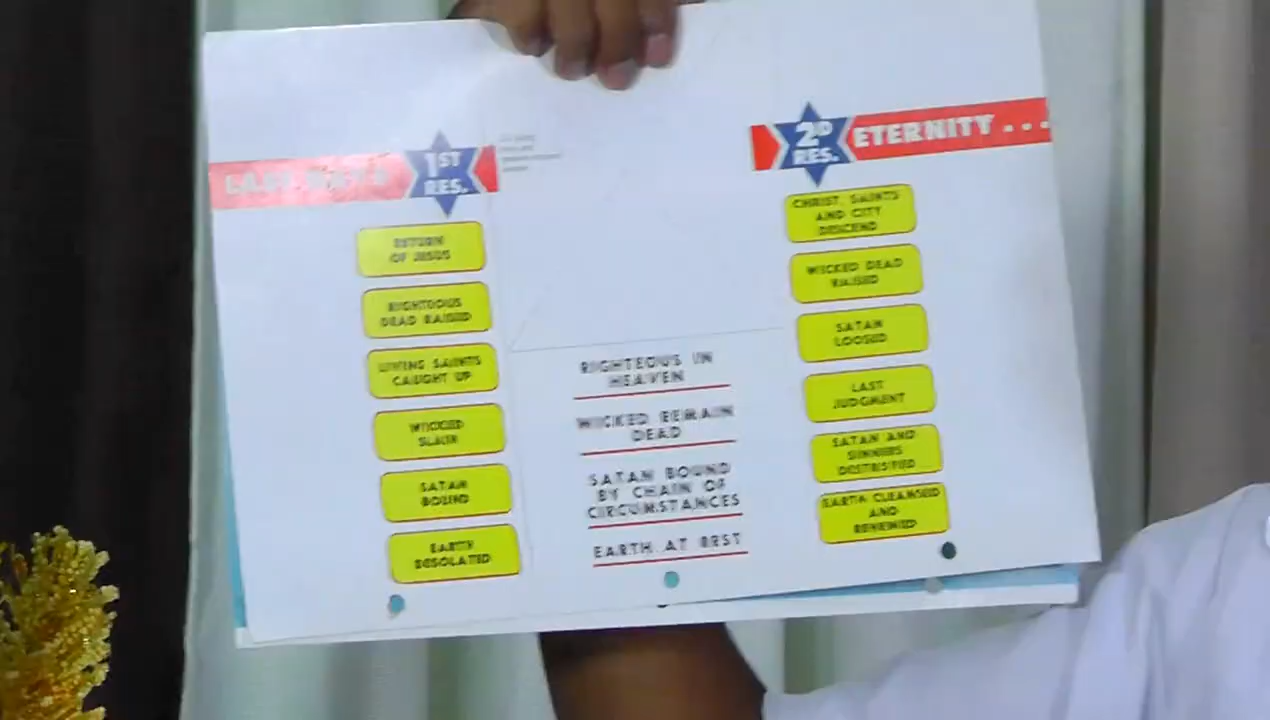 LAST DAYS
1ST
RES.
RETURN
OF JESUS
RIGHTEOUS
DEAD RAISED
LIVING SAINTS
CAUGHT UP
WICKED
SLAIN
SATAN
BOUND
EARTH
DESOLATED
RIGHTEOUS IN
HEAVEN
WICKED REMAIN
DEAD
SATAN BOUND
BY CHAIN OF
CIRCUMSTANCES
EARTH AT REST
2D
RES.
ETERNITY ...
CHRIST, SAINTS
AND CITY
DESCEND
WICKED DEAD
RAISED
SATAN
LOOSED
LAST
JUDGMENT
SATAN AND
SINNERS
DESTROYED
EARTH CLEANSED
AND
RENEWED